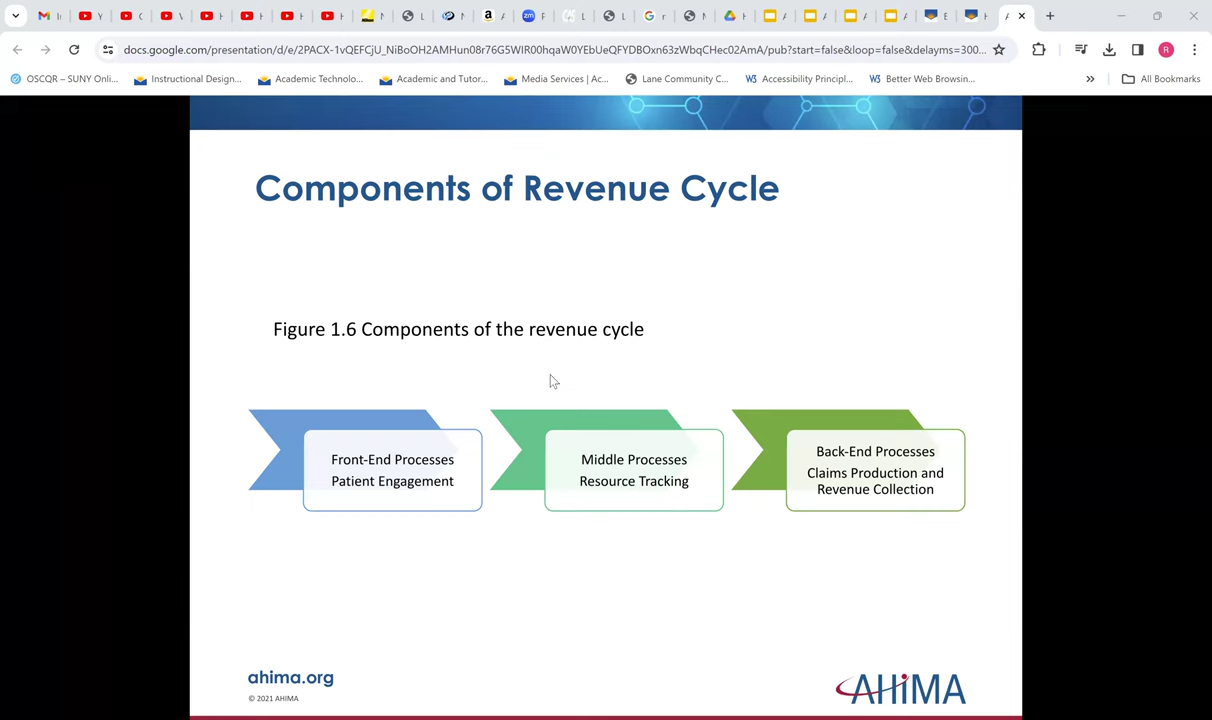 docs.google.com/presentation/d/e/2PACX-1vQEFCjU_NiBoOH2AMHun08r76G5WIR00hqaW0YEbUeQFYDBOxn63zWbqCHec02AmA/pub?start=false&loop=false&delayms=300...
R
OSCQR – SUNY Onli... Instructional Design... Academic Technolo... Academic and Tutor... Media Services | Ac... Lane Community C... Accessibility Principl... Better Web Browsin... » All Bookmarks
Components of Revenue Cycle
Figure 1.6 Components of the revenue cycle
Front-End Processes
Patient Engagement
Middle Processes
Resource Tracking
Back-End Processes
Claims Production and
Revenue Collection
ahima.org
© 2021 AHIMA
AHIMA